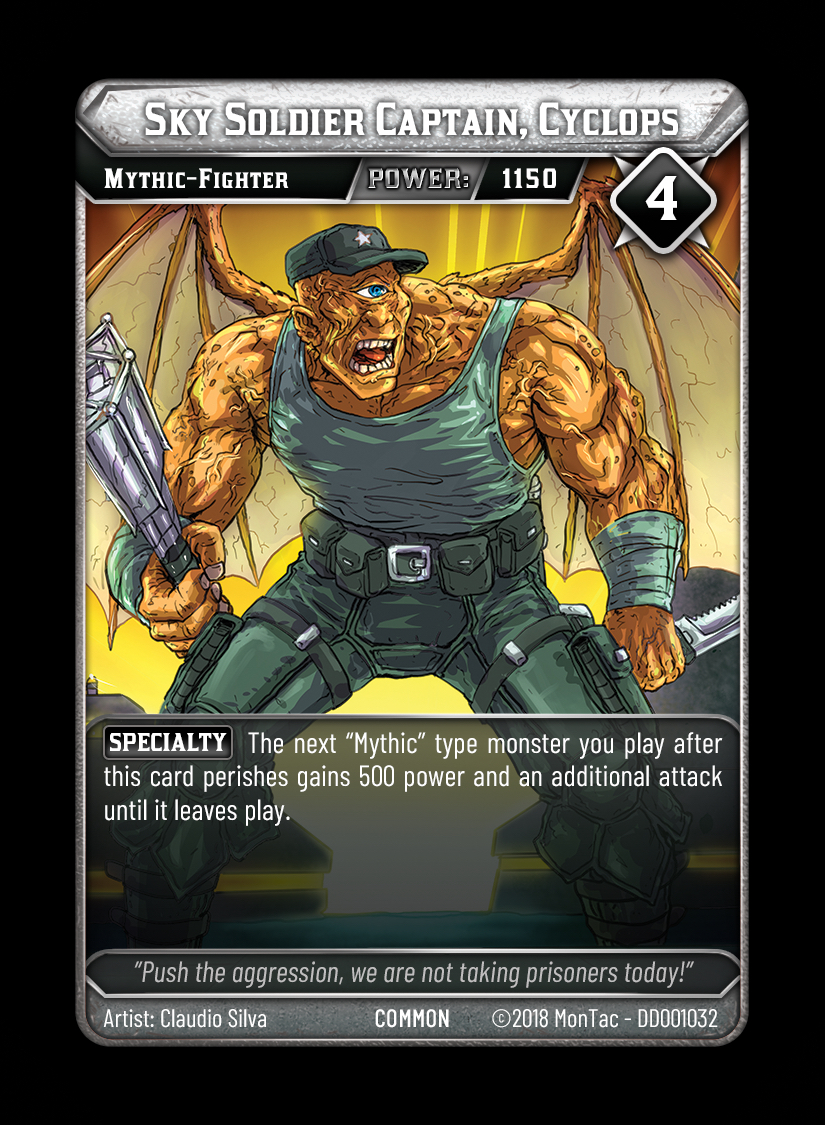 Sky Soldier Captain, Cyclops
Mythic-Fighter POWER: 1150
4
SPECIALTY The next “Mythic” type monster you play after
this card perishes gains 500 power and an additional attack
until it leaves play.
“Push the aggression, we are not taking prisoners today!”
Artist: Claudio Silva COMMON ©2018 MonTac - DD001032